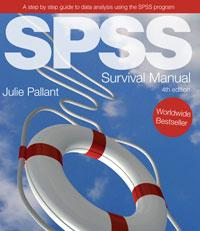 A step by step guide to data analysis using the SPSS program
SPSS
Survival Manual
Julie Pallant
4th edition
Worldwide
Bestseller